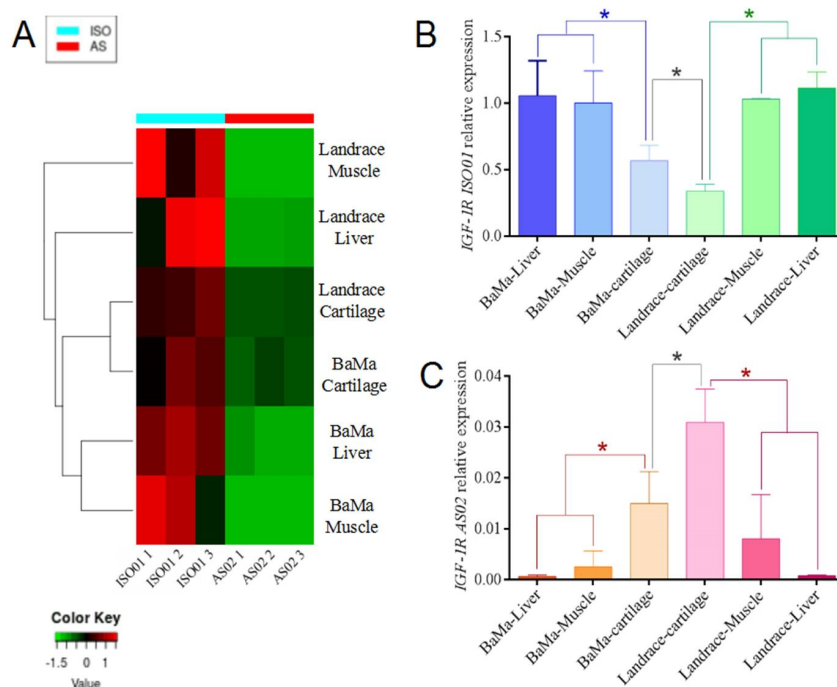 A
ISO
AS
Landrace
Muscle
Landrace
Liver
Landrace
Cartilage
BaMa
Cartilage
BaMa
Liver
BaMa
Muscle
ISO01 1
ISO01 2
ISO01 3
AS02 1
AS02 2
AS02 3
Color Key
-1.5 0 1
Value
B
IGF-1R ISO01 relative expression
1.5
1.0
0.5
0.0
*
*
*
BaMa-Liver
BaMa-Muscle
BaMa-cartilage
Landrace-cartilage
Landrace-Muscle
Landrace-Liver
C
IGF-1R AS02 relative expression
0.04
0.03
0.02
0.01
0.00
*
*
*
BaMa-Liver
BaMa-Muscle
BaMa-cartilage
Landrace-cartilage
Landrace-Muscle
Landrace-Liver